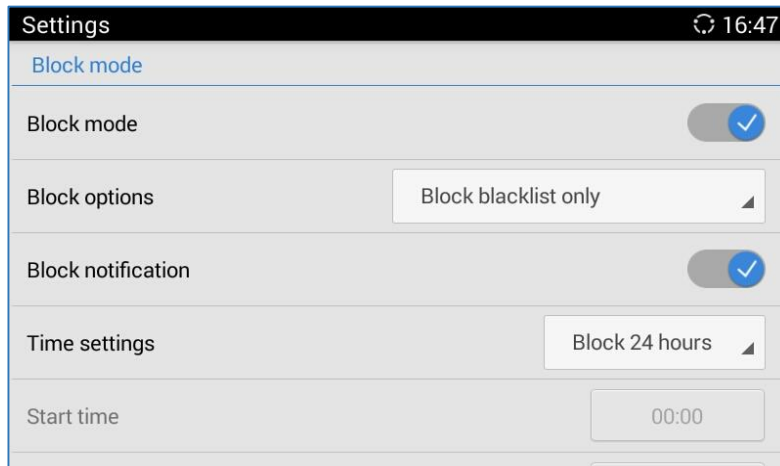 Settings 16:47
Block mode
Block mode
Block options Block blacklist only
Block notification
Time settings Block 24 hours
Start time 00:00